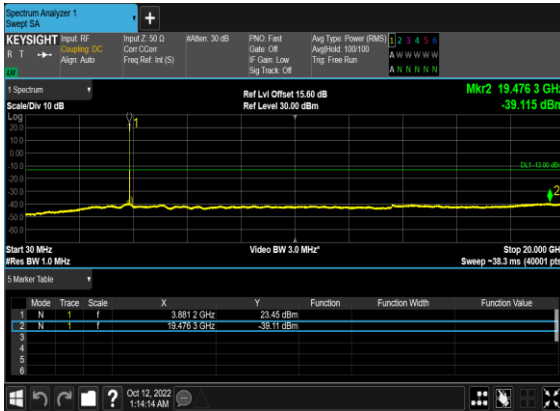 Spectrum Analyzer 1
Swept SA
KEYSIGHT Input: RF Input Z: 50 Ω #Atten: 30 dB PNO: Fast Avg Type: Power (RMS) 1 2 3 4 5 6
R T Coupling: DC Corr CCorr Gate: Off Avg|Hold: 100/100 A W W W W W
Align: Auto Freq Ref: Int (S) IF Gain: Low Trig: Free Run
Sig Track: Off A N N N N N
1 Spectrum
Ref Lvl Offset 15.60 dB Mkr2 19.476 3 GHz
Scale/Div 10 dB Ref Level 30.00 dBm -39.115 dBm
Log
20.0
10.0
0.00
-10.0
-20.0
-30.0
-40.0
-50.0
-60.0
1
DL1 -13.00 dB
2
Start 30 MHz Video BW 3.0 MHz* Stop 20.000 GH
#Res BW 1.0 MHz Sweep ~38.3 ms (40001 pts
5 Marker Table
Mode Trace Scale X Y Function Function Width Function Value
1 N 1 f 3.881 2 GHz 23.45 dBm
2 N 1 f 19.476 3 GHz -39.11 dBm
3
4
5
6
? Oct 12, 2022
1:14:14 AM